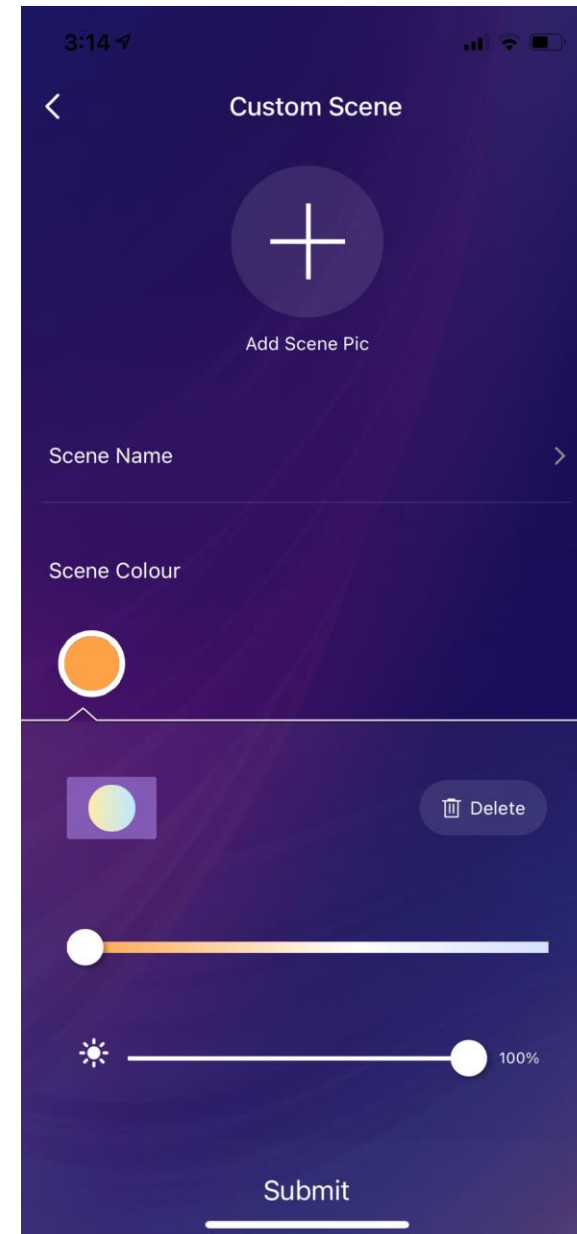 3:14
Custom Scene
Add Scene Pic
Scene Name
Scene Colour
Delete
100%
Submit